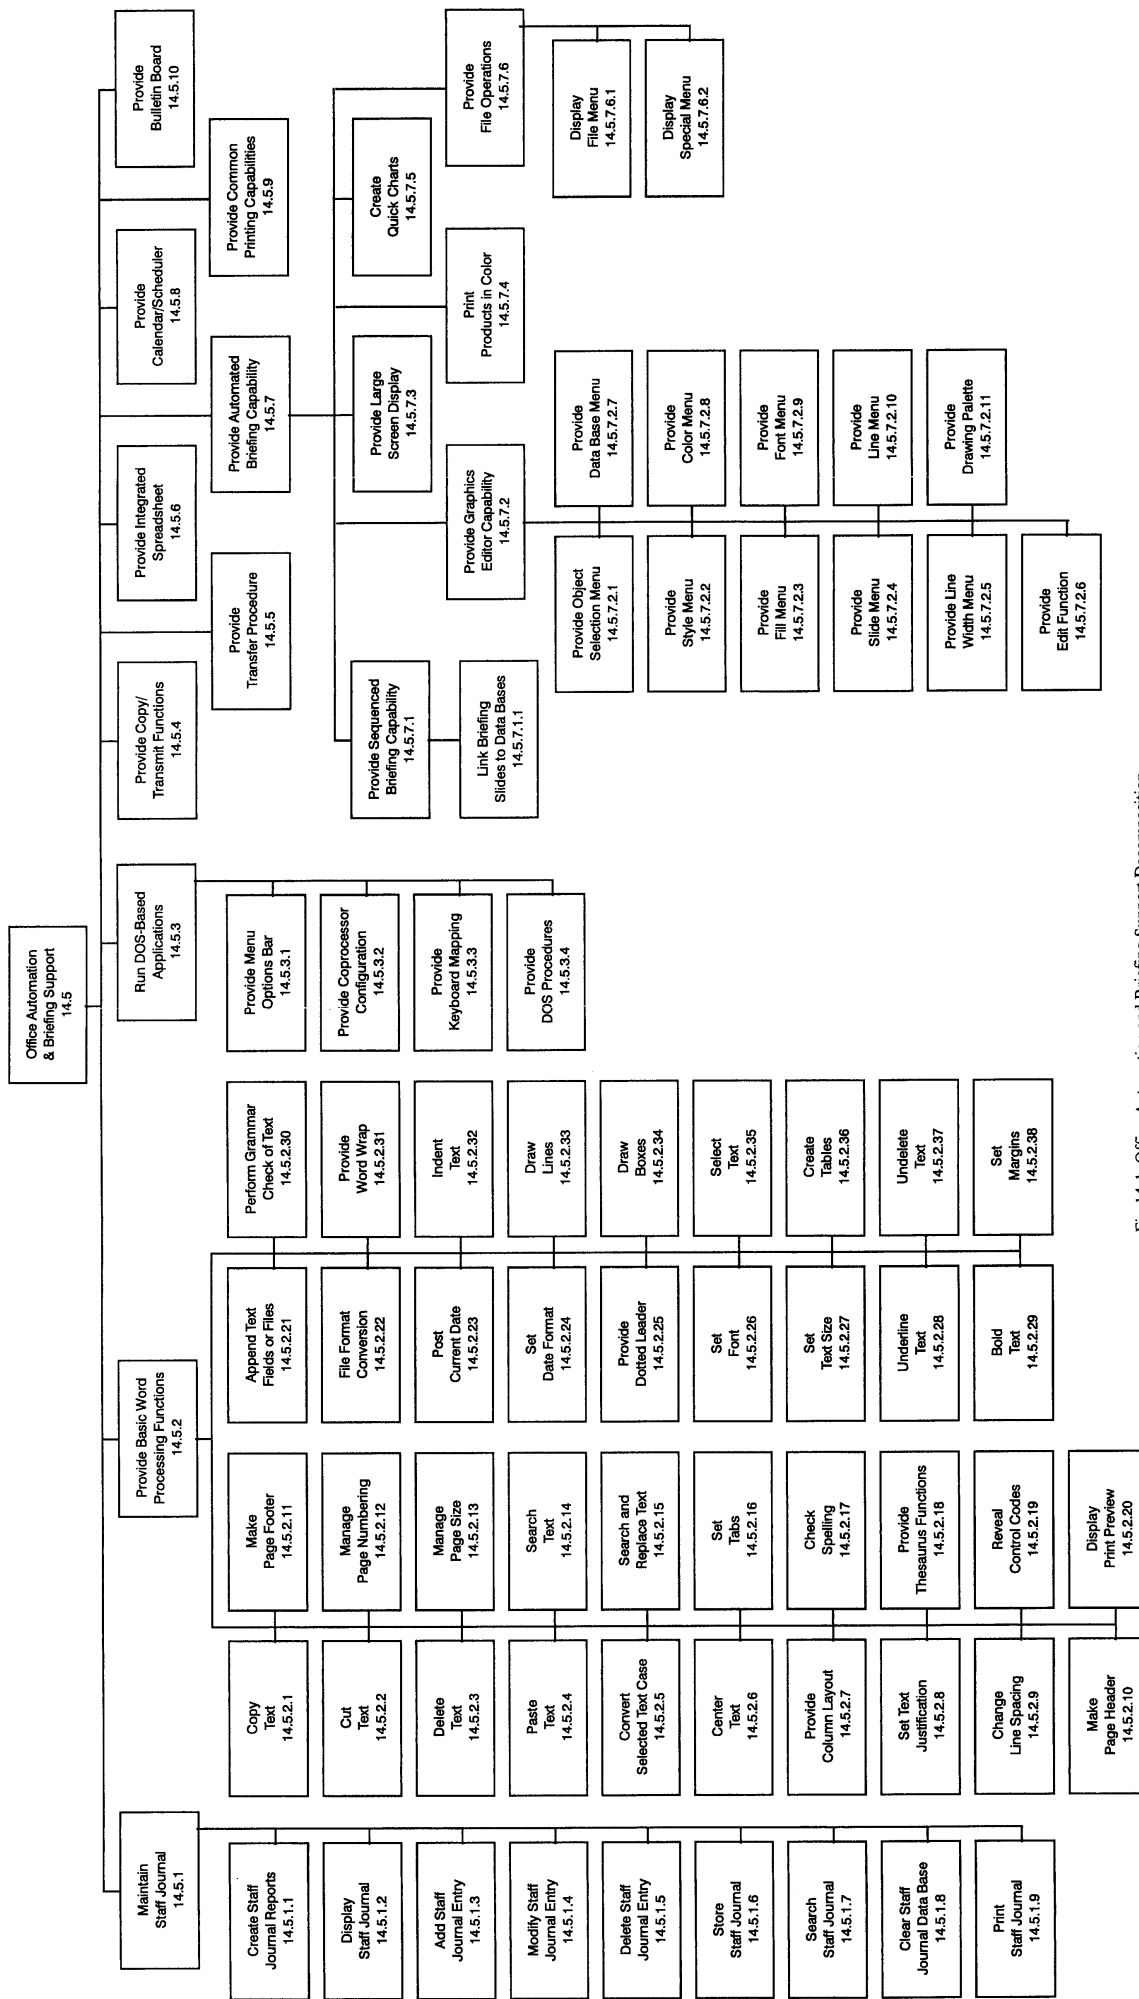 Office Automation
& Briefing Support
14.5
Maintain
Staff Journal
14.5.1
Create Staff
Journal Reports
14.5.1.1
Display
Staff Journal
14.5.1.2
Add Staff
Journal Entry
14.5.1.3
Modify Staff
Journal Entry
14.5.1.4
Delete Staff
Journal Entry
14.5.1.5
Store
Staff Journal
14.5.1.6
Search
Staff Journal
14.5.1.7
Clear Staff
Journal Data Base
14.5.1.8
Print
Staff Journal
14.5.1.9
Provide Basic Word
Processing Functions
14.5.2
Copy
Text
14.5.2.1
Cut
Text
14.5.2.2
Delete
Text
14.5.2.3
Paste
Text
14.5.2.4
Convert
Selected Text Case
14.5.2.5
Center
Text
14.5.2.6
Provide
Column Layout
14.5.2.7
Set Text
Justification
14.5.2.8
Change
Line Spacing
14.5.2.9
Make
Page Header
14.5.2.10
Make
Page Footer
14.5.2.11
Manage
Page Numbering
14.5.2.12
Manage
Page Size
14.5.2.13
Search
Text
14.5.2.14
Search and
Replace Text
14.5.2.15
Set
Tabs
14.5.2.16
Check
Spelling
14.5.2.17
Provide
Thesaurus Functions
14.5.2.18
Reveal
Control Codes
14.5.2.19
Display
Print Preview
14.5.2.20
Append Text
Fields or Files
14.5.2.21
File Format
Conversion
14.5.2.22
Post
Current Date
14.5.2.23
Set
Date Format
14.5.2.24
Provide
Dotted Leader
14.5.2.25
Set
Font
14.5.2.26
Set
Text Size
14.5.2.27
Underline
Text
14.5.2.28
Bold
Text
14.5.2.29
Perform Grammar
Check of Text
14.5.2.30
Provide
Word Wrap
14.5.2.31
Indent
Text
14.5.2.32
Draw
Lines
14.5.2.33
Draw
Boxes
14.5.2.34
Select
Text
14.5.2.35
Create
Tables
14.5.2.36
Undelete
Text
14.5.2.37
Set
Margins
14.5.2.38
Run DOS-Based
Applications
14.5.3
Provide Menu
Options Bar
14.5.3.1
Provide Coprocessor
Configuration
14.5.3.2
Provide
Keyboard Mapping
14.5.3.3
Provide
DOS Procedures
14.5.3.4
Provide Copy/
Transmit Functions
14.5.4
Provide
Transfer Procedure
14.5.5
Provide Integrated
Spreadsheet
14.5.6
Provide Automated
Briefing Capability
14.5.7
Provide
Calendar/Scheduler
14.5.8
Provide Common
Printing Capabilities
14.5.9
Provide
Bulletin Board
14.5.10
Provide Sequenced
Briefing Capability
14.5.7.1
Link Briefing
Slides to Data Bases
14.5.7.1.1
Provide Graphics
Editor Capability
14.5.7.2
Provide Object
Selection Menu
14.5.7.2.1
Provide
Style Menu
14.5.7.2.2
Provide
Fill Menu
14.5.7.2.3
Provide
Slide Menu
14.5.7.2.4
Provide Line
Width Menu
14.5.7.2.5
Provide
Edit Function
14.5.7.2.6
Provide
Data Base Menu
14.5.7.2.7
Provide
Color Menu
14.5.7.2.8
Provide
Font Menu
14.5.7.2.9
Provide
Line Menu
14.5.7.2.10
Provide
Drawing Palette
14.5.7.2.11
Provide Large
Screen Display
14.5.7.3
Print
Products in Color
14.5.7.4
Create
Quick Charts
14.5.7.5
Provide
File Operations
14.5.7.6
Display
File Menu
14.5.7.6.1
Display
Special Menu
14.5.7.6.2